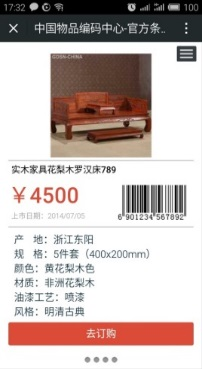 17:32
100
中国物品编码中心-官方条..
CDSN-CHINA
实木家具花梨木罗汉床789
￥4500
上市日期：2014/07/05
6 901234 567892
产 地：浙江东阳
规 格：5件套（400x200mm）
颜色：黄花梨木色
材质：非洲花梨木
油漆工艺：喷漆
风格：明清古典
去订购